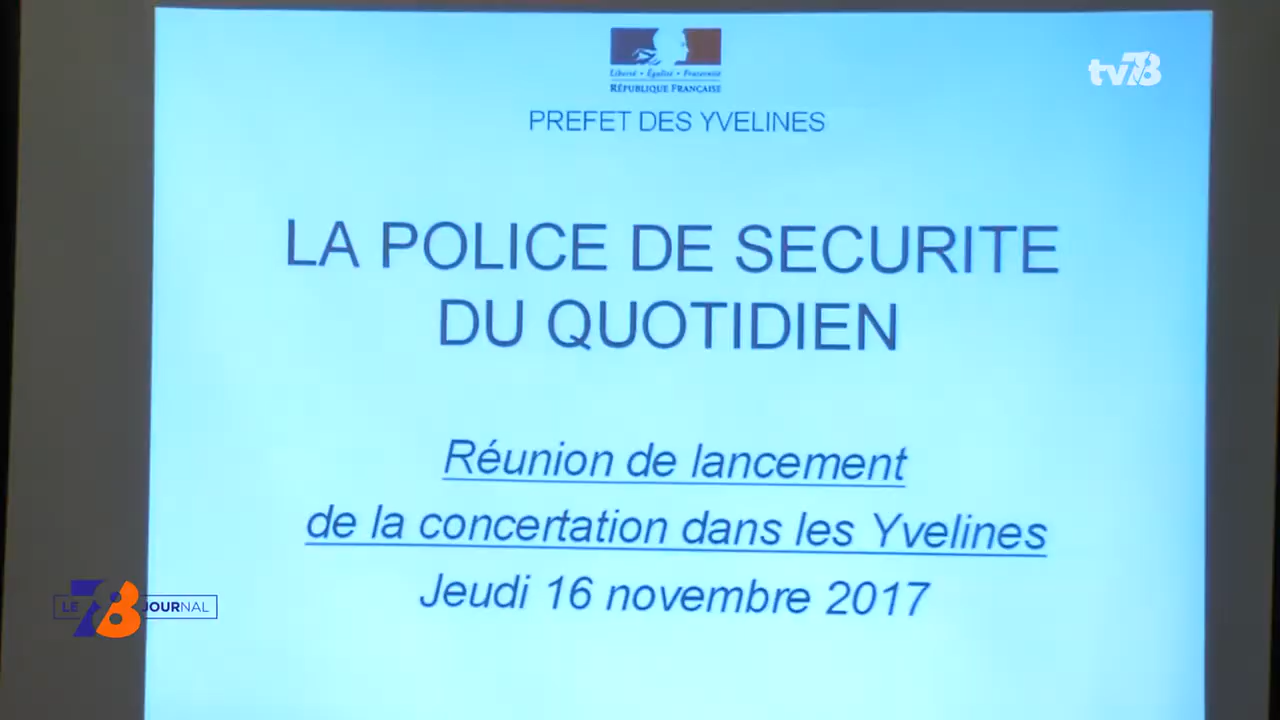 tv78
Liberté • Égalité • Fraternité
RÉPUBLIQUE FRANÇAISE
PREFET DES YVELINES
LA POLICE DE SECURITE
DU QUOTIDIEN
Réunion de lancement
de la concertation dans les Yvelines
Jeudi 16 novembre 2017
LE 78 JOURNAL